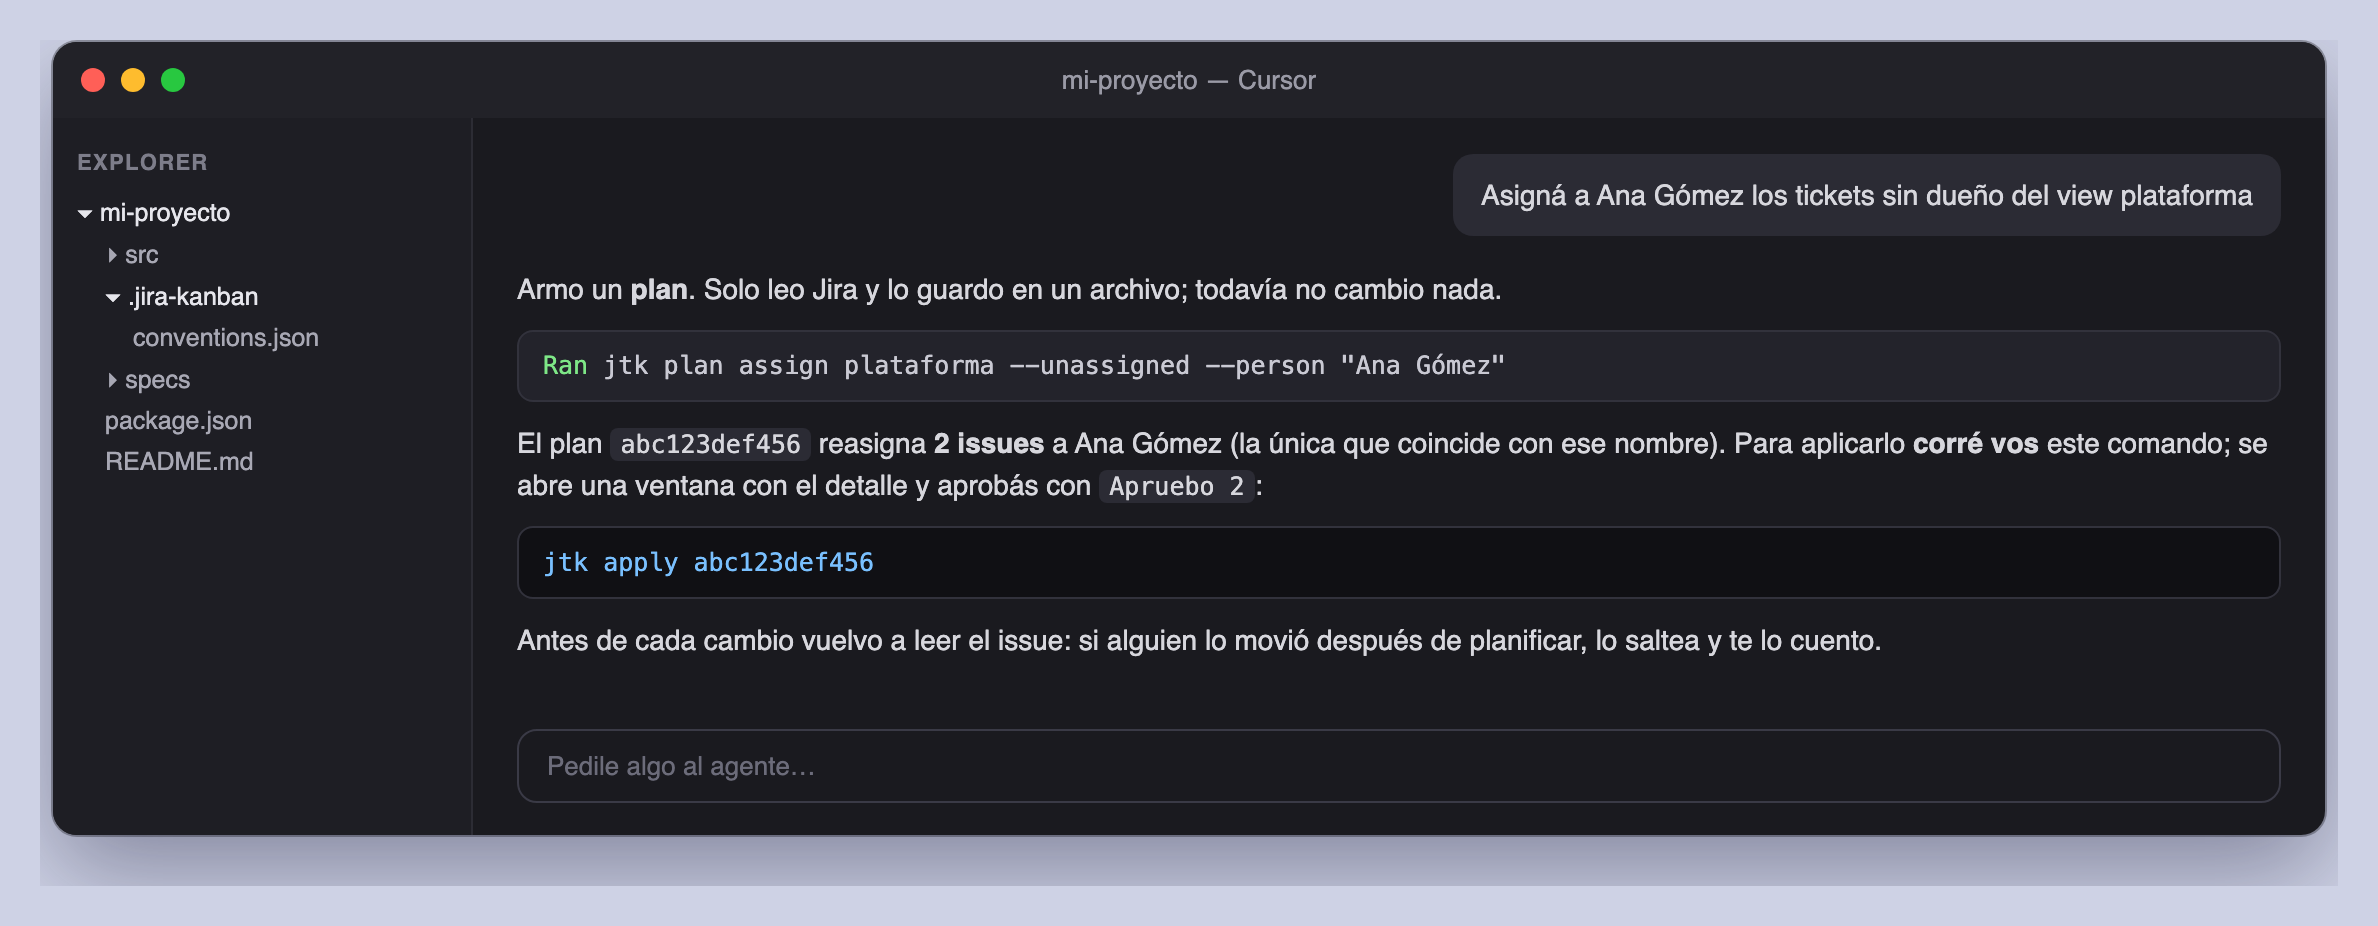 mi-proyecto — Cursor
EXPLORER
mi-proyecto
src
.jira-kanban
conventions.json
specs
package.json
README.md
Asigná a Ana Gómez los tickets sin dueño del view plataforma
Armo un plan. Solo leo Jira y lo guardo en un archivo; todavía no cambio nada.
Ran jtk plan assign plataforma --unassigned --person "Ana Gómez"
El plan abc123def456 reasigna 2 issues a Ana Gómez (la única que coincide con ese nombre). Para aplicarlo corré vos este comando; se
abre una ventana con el detalle y aprobás con Apruebo 2:
jtk apply abc123def456
Antes de cada cambio vuelvo a leer el issue: si alguien lo movió después de planificar, lo saltea y te lo cuento.
Pedile algo al agente…